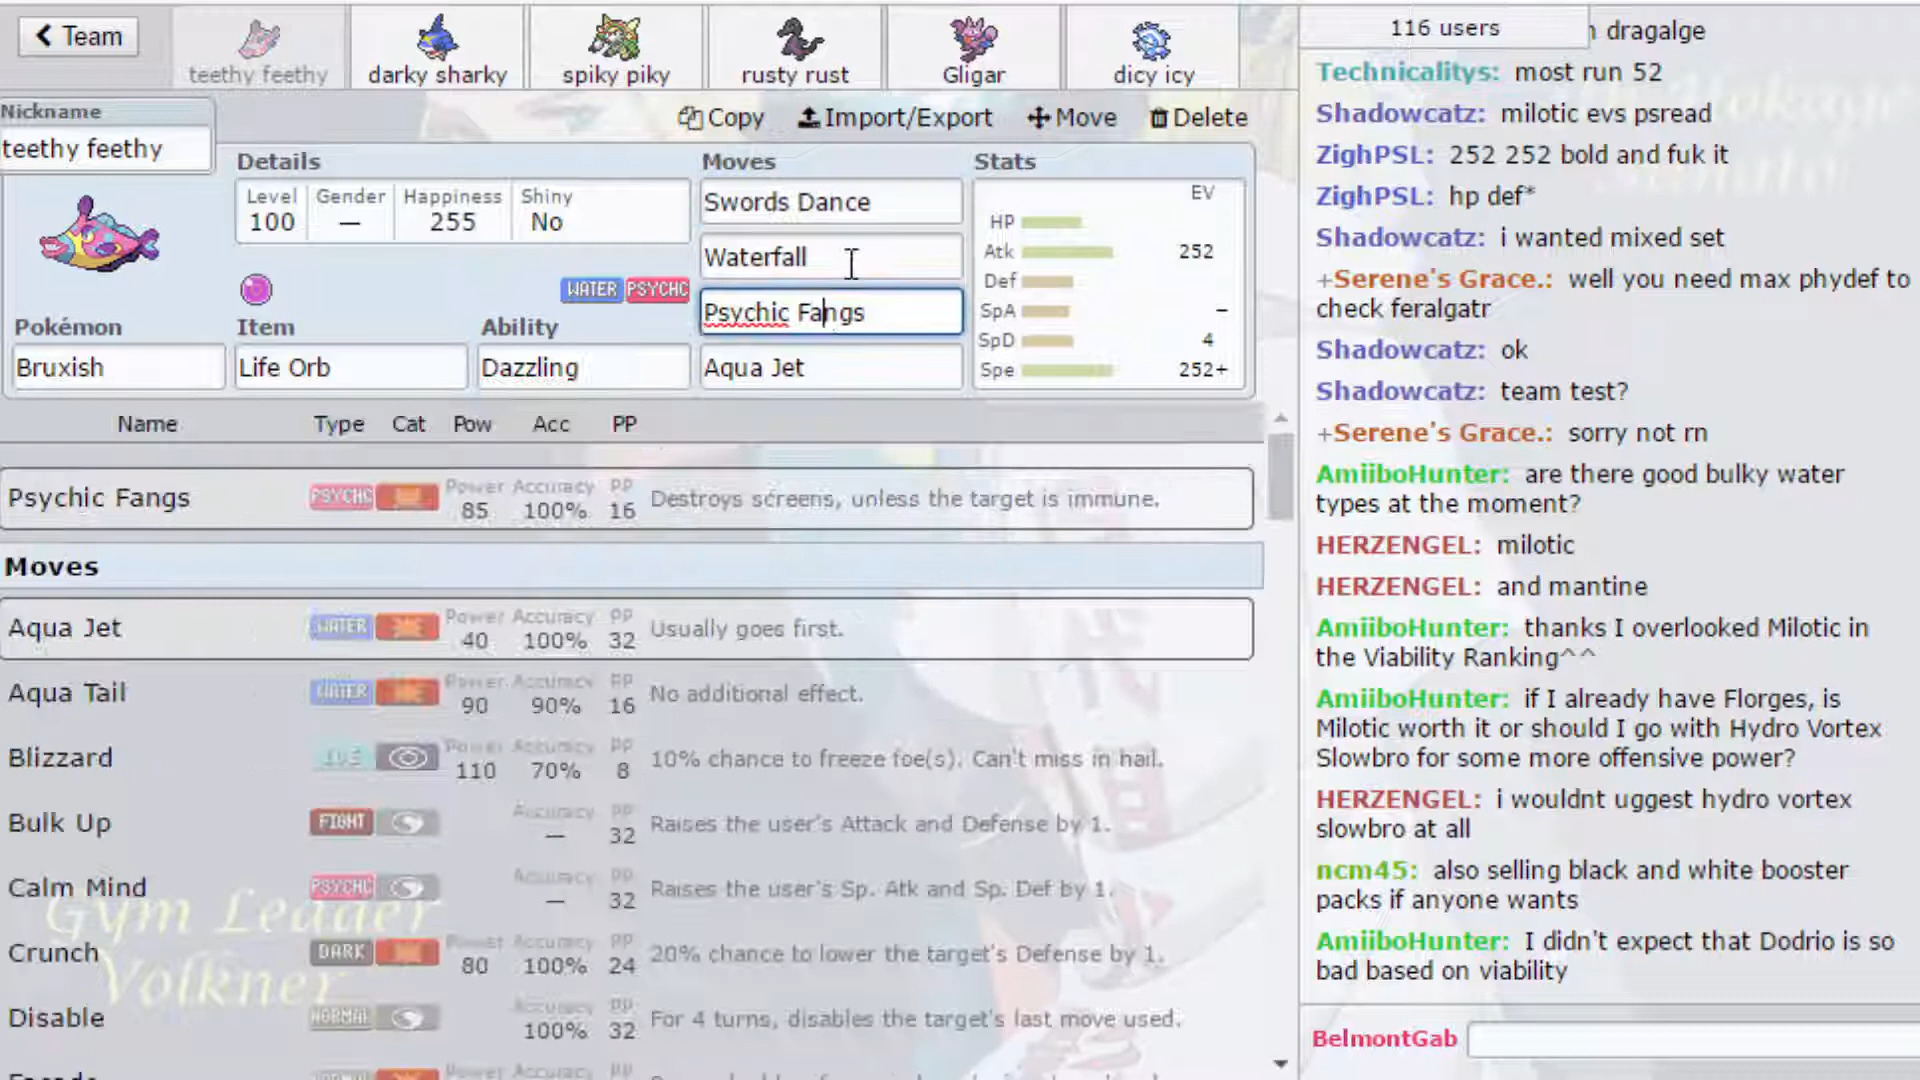 Team
teethy feethy
darky sharky
spiky piky
rusty rust
Gligar
dicy icy
Copy
Import/Export
Move
Delete
Nickname
teethy feethy
Details
Level
100
Gender
—
Happiness
255
Shiny
No
WATER PSYCHC
Pokémon
Bruxish
Item
Life Orb
Ability
Dazzling
Moves
Swords Dance
Waterfall
Psychic Fangs
Aqua Jet
Stats
EV
HP
Atk 252
Def
SpA –
SpD 4
Spe 252+
Name Type Cat Pow Acc PP
Psychic Fangs PSYCHC Power 85 Accuracy 100% PP 16 Destroys screens, unless the target is immune.
Moves
Aqua Jet WATER Power 40 Accuracy 100% PP 32 Usually goes first.
Aqua Tail WATER Power 90 Accuracy 90% PP 16 No additional effect.
Blizzard ICE Power 110 Accuracy 70% PP 8 10% chance to freeze foe(s). Can't miss in hail.
Bulk Up FIGHT Accuracy — PP 32 Raises the user's Attack and Defense by 1.
Calm Mind PSYCHC Accuracy — PP 32 Raises the user's Sp. Atk and Sp. Def by 1.
Crunch DARK Power 80 Accuracy 100% PP 24 20% chance to lower the target's Defense by 1.
Disable NORMAL Accuracy 100% PP 32 For 4 turns, disables the target's last move used.
Facade Power Accuracy PP
Gym Leader
Volkner
116 users
dragalge
Technicalitys: most run 52
Shadowcatz: milotic evs psread
ZighPSL: 252 252 bold and fuk it
ZighPSL: hp def*
Shadowcatz: i wanted mixed set
+Serene's Grace.: well you need max phydef to
check feralgatr
Shadowcatz: ok
Shadowcatz: team test?
+Serene's Grace.: sorry not rn
AmiiboHunter: are there good bulky water
types at the moment?
HERZENGEL: milotic
HERZENGEL: and mantine
AmiiboHunter: thanks I overlooked Milotic in
the Viability Ranking^^
AmiiboHunter: if I already have Florges, is
Milotic worth it or should I go with Hydro Vortex
Slowbro for some more offensive power?
HERZENGEL: i wouldnt uggest hydro vortex
slowbro at all
ncm45: also selling black and white booster
packs if anyone wants
AmiiboHunter: I didn't expect that Dodrio is so
bad based on viability
BelmontGab